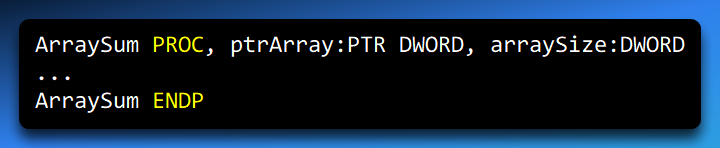 ArraySum PROC, ptrArray:PTR DWORD, arraySize:DWORD
...
ArraySum ENDP